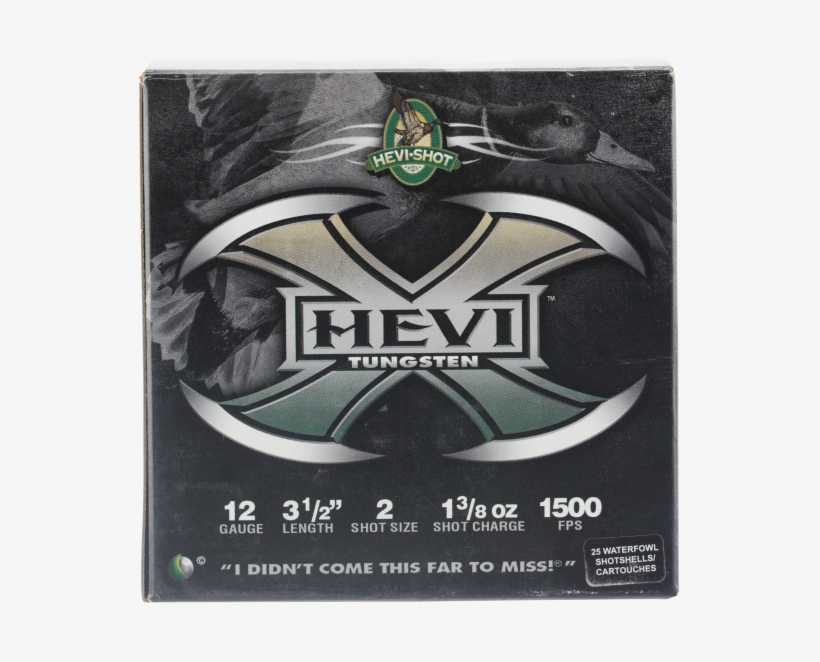 HEVI-SHOT
HEVI ™
TUNGSTEN
12 3 1/2” 2 1 3/8 OZ 1500
GAUGE LENGTH SHOT SIZE SHOT CHARGE FPS
25 WATERFOWL
SHOTSHELLS/
CARTOUCHES
© “I DIDN’T COME THIS FAR TO MISS!® ”